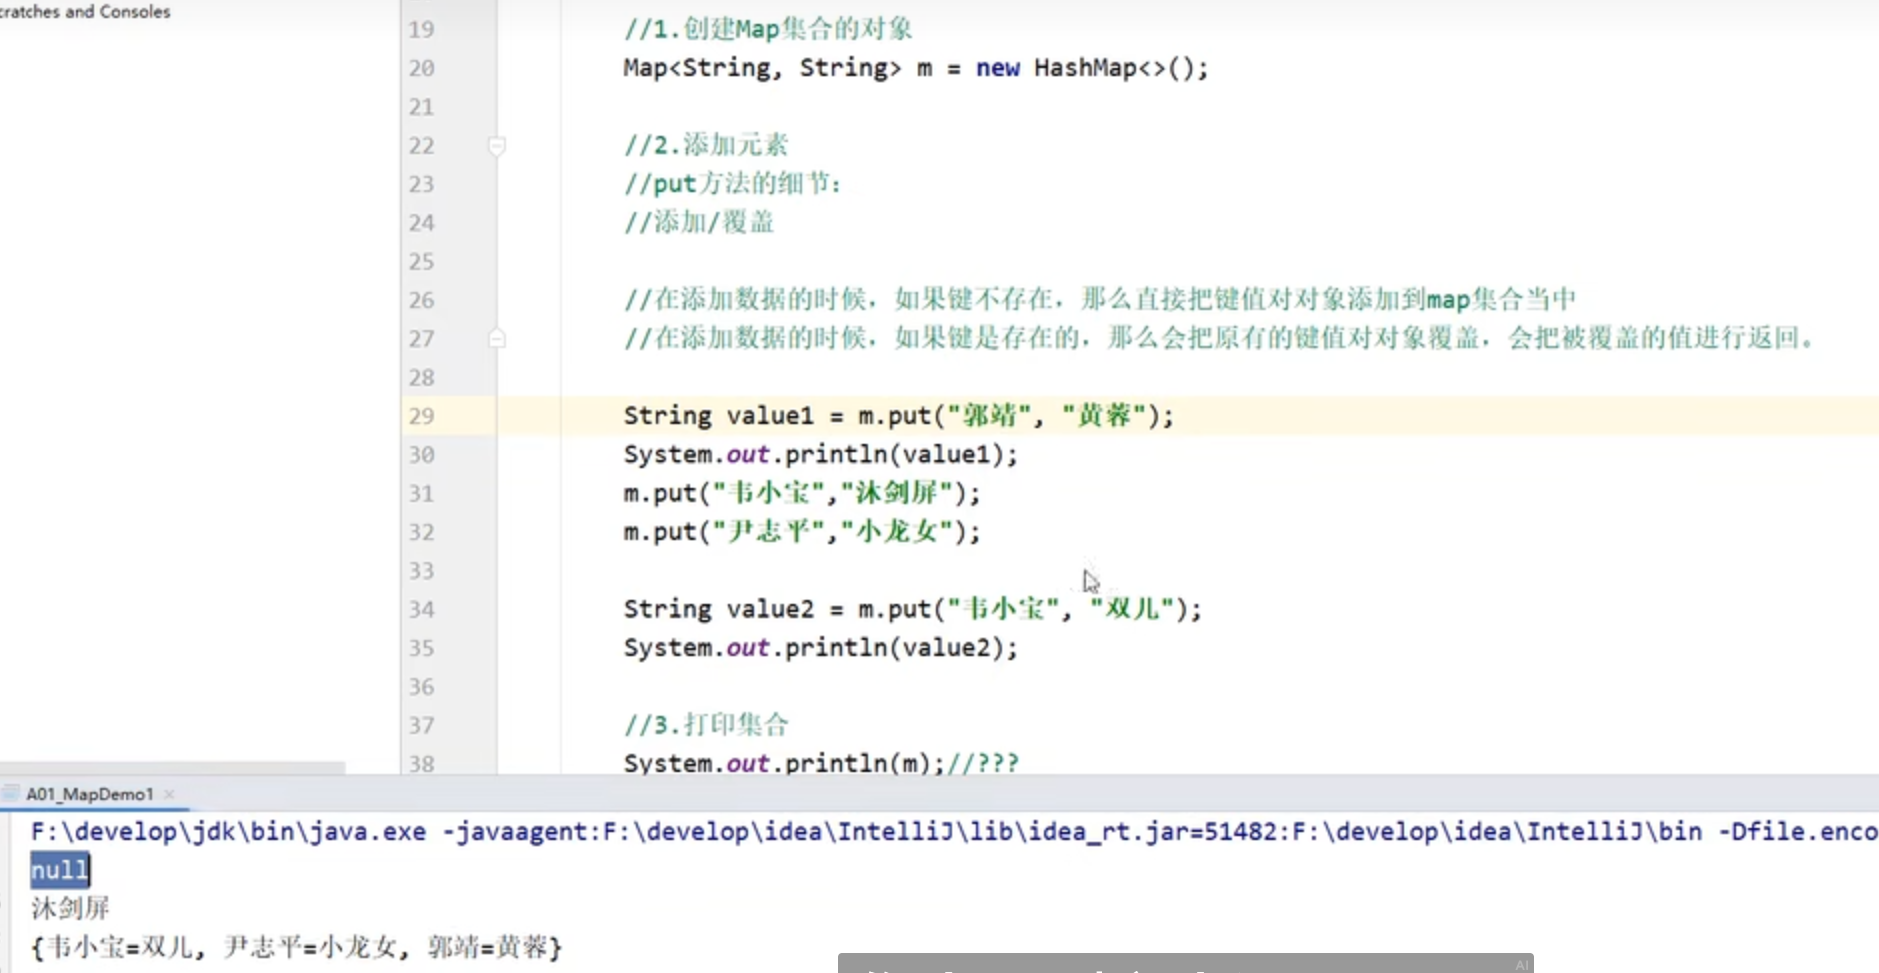 cratches and Consoles
19 //1.创建Map集合的对象
20 Map<String, String> m = new HashMap<>();
21
22 //2.添加元素
23 //put方法的细节：
24 //添加/覆盖
25
26 //在添加数据的时候，如果键不存在，那么直接把键值对对象添加到map集合当中
27 //在添加数据的时候，如果键是存在的，那么会把原有的键值对对象覆盖，会把被覆盖的值进行返回。
28
29 String value1 = m.put("郭靖", "黄蓉");
30 System.out.println(value1);
31 m.put("韦小宝","沐剑屏");
32 m.put("尹志平","小龙女");
33
34 String value2 = m.put("韦小宝", "双儿");
35 System.out.println(value2);
36
37 //3.打印集合
38 System.out.println(m);//???
A01_MapDemo1 ×
F:\develop\jdk\bin\java.exe -javaagent:F:\develop\idea\IntelliJ\lib\idea_rt.jar=51482:F:\develop\idea\IntelliJ\bin -Dfile.enco
null
沐剑屏
{韦小宝=双儿, 尹志平=小龙女, 郭靖=黄蓉}
AI